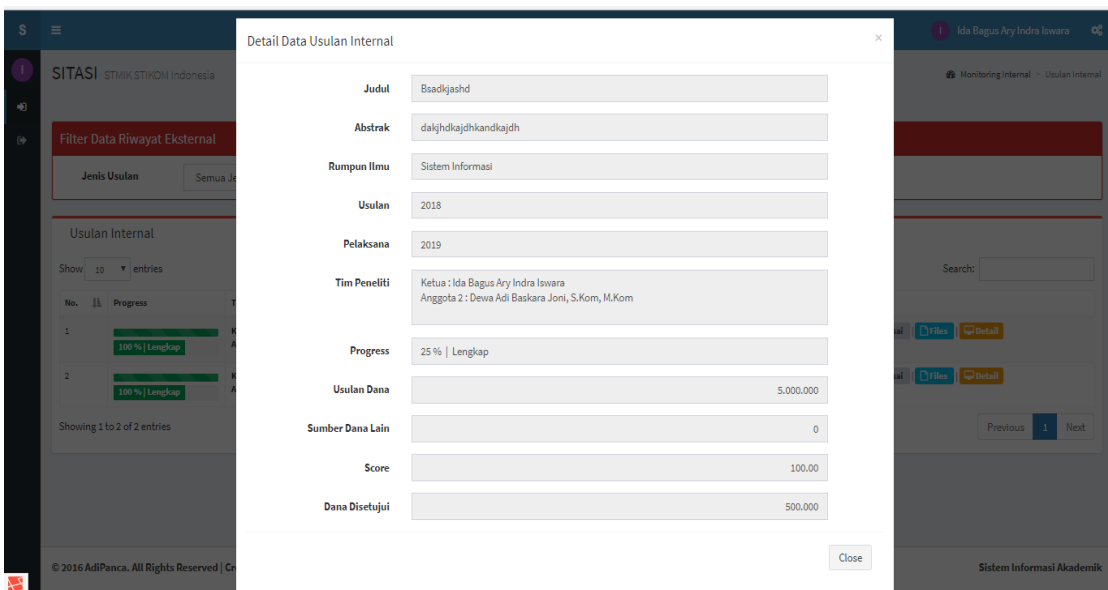 S
Detail Data Usulan Internal
×
I
Ida Bagus Ary Indra Iswara
I
SITASI STMIK STIKOM Indonesia
Monitoring Internal > Usulan Internal
Judul
Bsadkjashd
Abstrak
dakjhdkajdhkandkajdh
Filter Data Riwayat Eksternal
Rumpun Ilmu
Sistem Informasi
Jenis Usulan
Semua Je
Usulan
2018
Usulan Internal
Pelaksana
2019
Show 10 entries
Search:
Tim Peneliti
Ketua : Ida Bagus Ary Indra Iswara
Anggota 2 : Dewa Adi Baskara Joni, S.Kom, M.Kom
No. Progress T
1
K
100 % | Lengkap
A
ai | Files | Detail
Progress
25 % | Lengkap
2
K
100 % | Lengkap
A
ai | Files | Detail
Usulan Dana
5.000.000
Showing 1 to 2 of 2 entries
Previous 1 Next
Sumber Dana Lain
0
Score
100.00
Dana Disetujui
500.000
Close
© 2016 AdiPanca. All Rights Reserved | Cr
Sistem Informasi Akademik